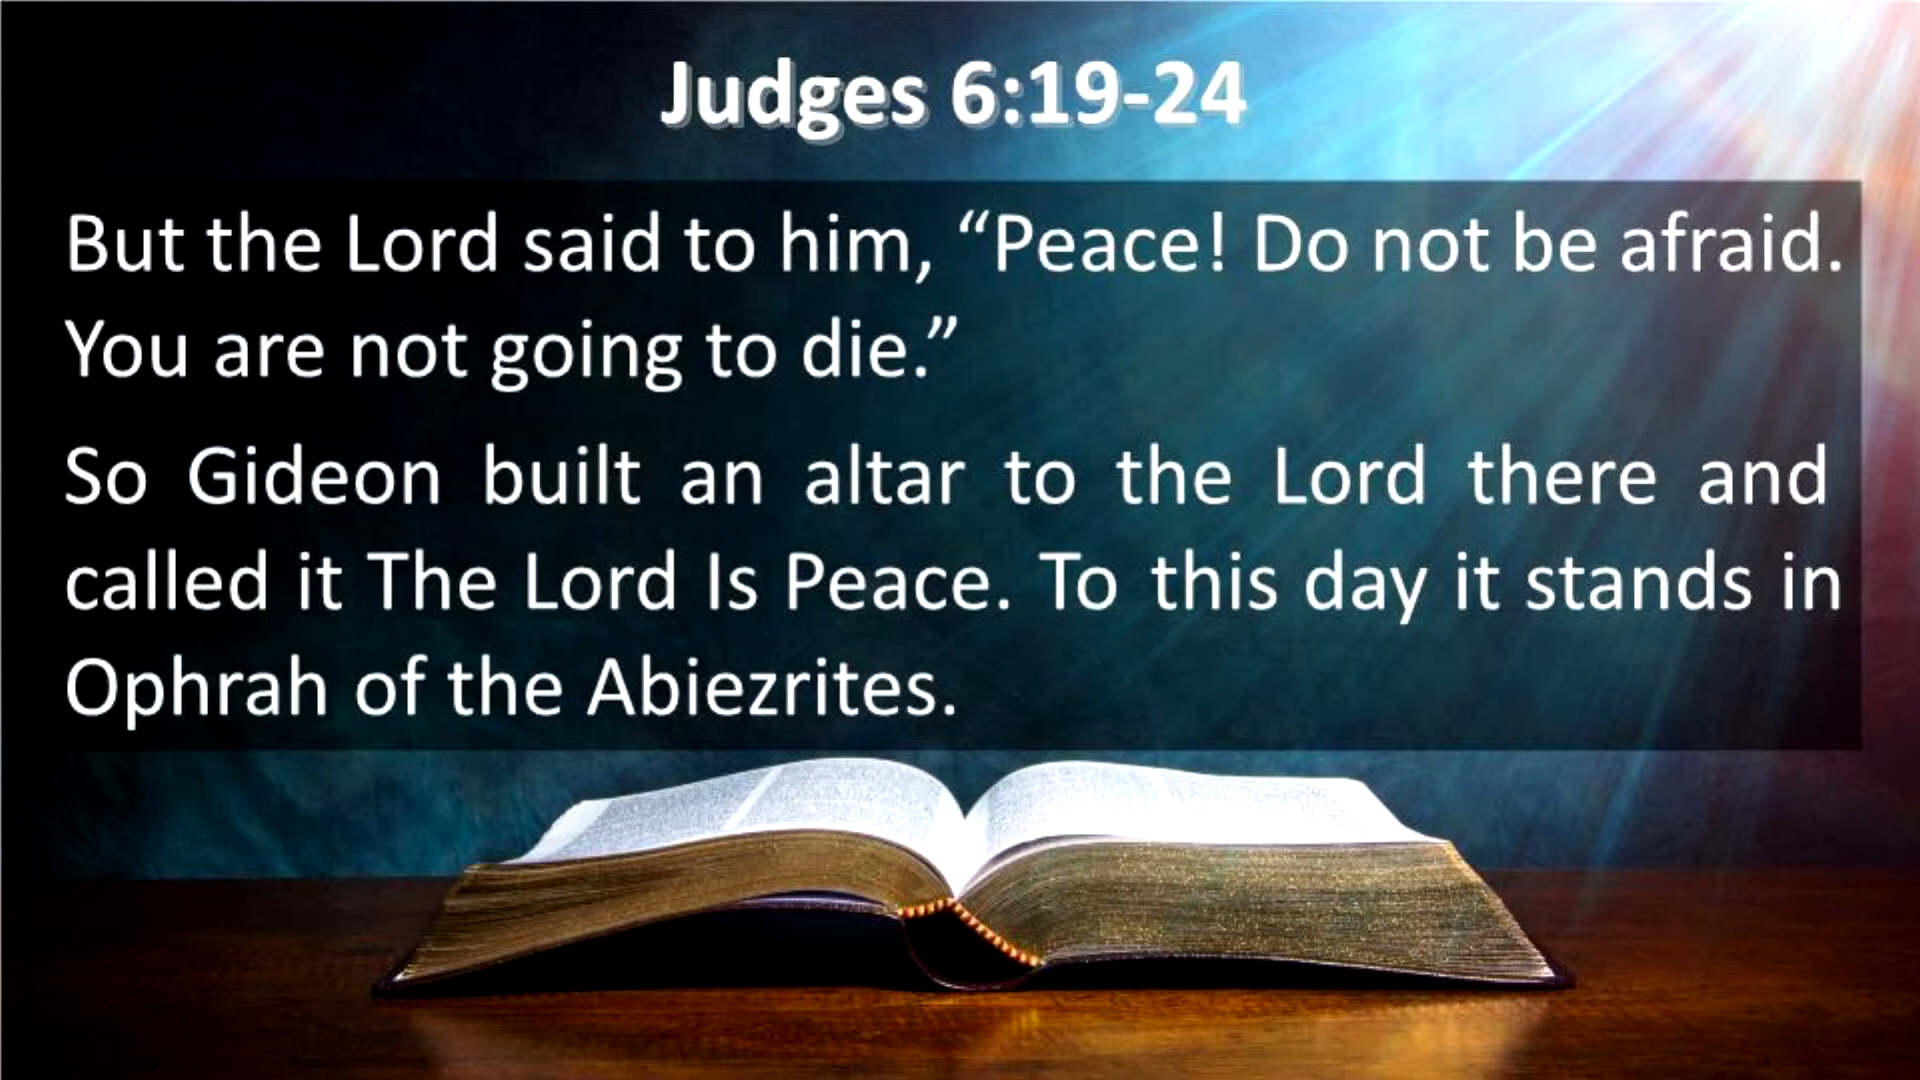 Judges 6:19-24
But the Lord said to him, “Peace! Do not be afraid.
You are not going to die.”
So Gideon built an altar to the Lord there and
called it The Lord Is Peace. To this day it stands in
Ophrah of the Abiezrites.